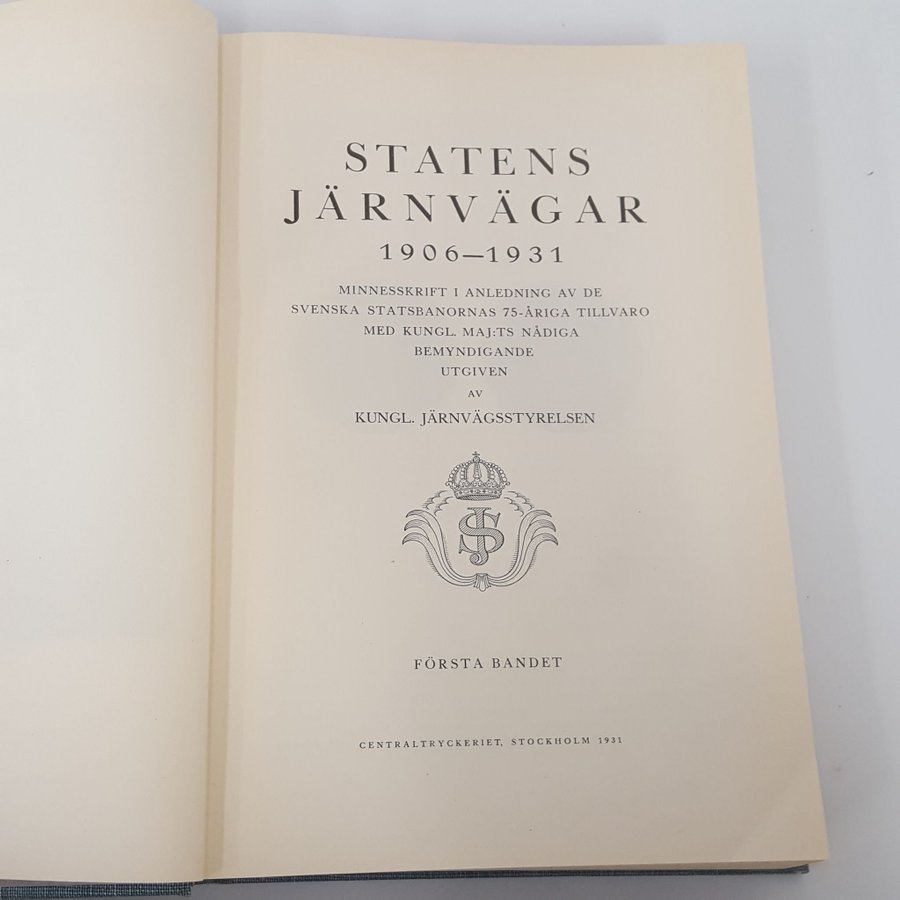 STATENS
JÄRNVÄGAR
1906—1931
MINNESSKRIFT I ANLEDNING AV DE
SVENSKA STATSBANORNAS 75-ÅRIGA TILLVARO
MED KUNGL. MAJ:TS NÅDIGA
BEMYNDIGANDE
UTGIVEN
AV
KUNGL. JÄRNVÄGSSTYRELSEN
SJ
FÖRSTA BANDET
CENTRALTRYCKERIET, STOCKHOLM 1931